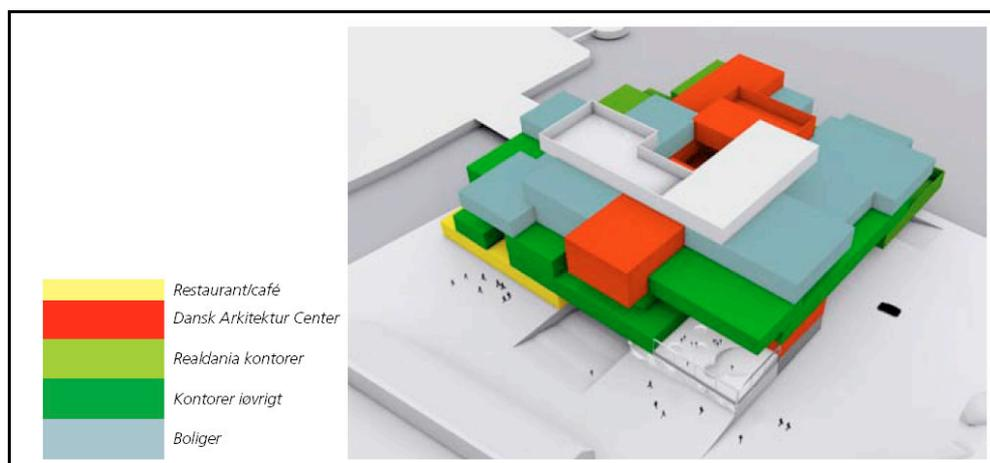 Restaurant/café
Dansk Arkitektur Center
Realdania kontorer
Kontorer iøvrigt
Boliger